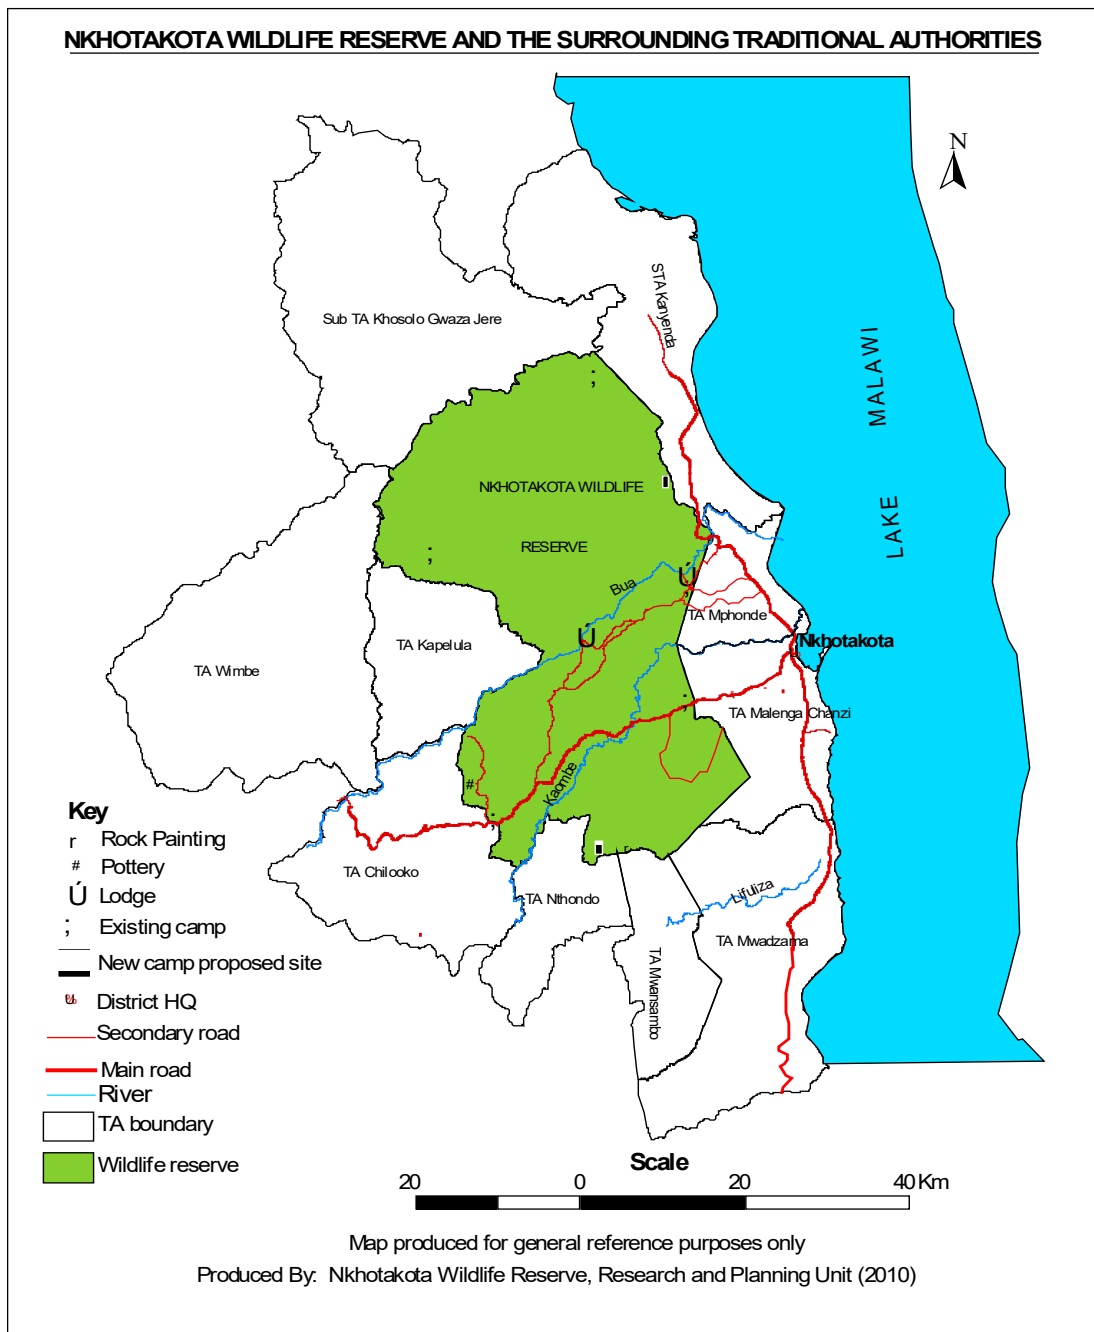 NKHOTAKOTA WILDLIFE RESERVE AND THE SURROUNDING TRADITIONAL AUTHORITIES
N
STA Kanyenda
Sub TA Khosolo Gwaza Jere
LAKE MALAWI
;
NKHOTAKOTA WILDLIFE
RESERVE
;
Ú
;
Bua
TA Mphonde
Ú
Nkhotakota
TA Kapelula
TA Wimbe
;
TA Malenga Chanzi
#
Kaombe
;
r
TA Chilooko
TA Nthondo
Lifuliza
TA Mwadzama
TA Mwansambo
Key
r Rock Painting
# Pottery
Ú Lodge
; Existing camp
New camp proposed site
District HQ
Secondary road
Main road
River
TA boundary
Wildlife reserve
Scale
20 0 20 40 Km
Map produced for general reference purposes only
Produced By: Nkhotakota Wildlife Reserve, Research and Planning Unit (2010)